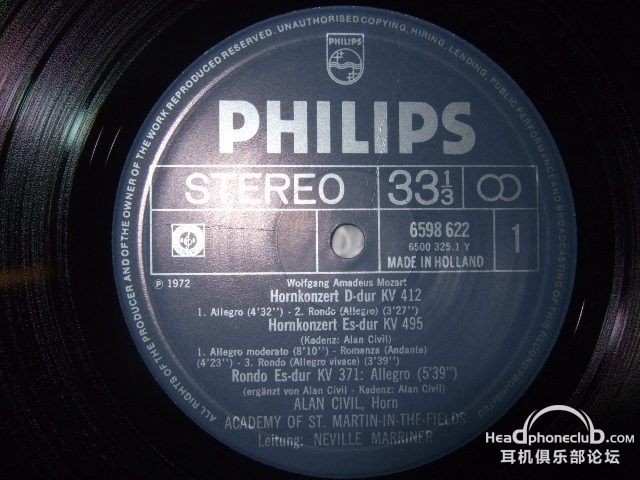 ALL RIGHTS OF THE PRODUCER AND OF THE OWNER OF THE WORK REPRODUCED RESERVED. UNAUTHORISED COPYING, HIRING, LENDING, PUBLIC PERFORMANCE AND BROADCASTING OF THIS RECORD PROHIBITED
PHILIPS
PHILIPS
STEREO 33 1/3
6598 622
6500 325.1 Y
MADE IN HOLLAND
1
Ⓟ 1972
Wolfgang Amadeus Mozart
Hornkonzert D-dur KV 412
1. Allegro (4'32'') - 2. Rondo (Allegro) (3'27'')
Hornkonzert Es-dur KV 495
(Kadenz: Alan Civil)
1. Allegro moderato (8'10'') - Romanza (Andante)
(4'23'') - 3. Rondo (Allegro vivace) (3'39'')
Rondo Es-dur KV 371: Allegro (5'39'')
(ergänzt von Alan Civil - Kadenz: Alan Civil)
ALAN CIVIL, Horn
ACADEMY OF ST. MARTIN-IN-THE-FIELDS
Leitung: NEVILLE MARRINER
Headphoneclub.com
耳机俱乐部论坛